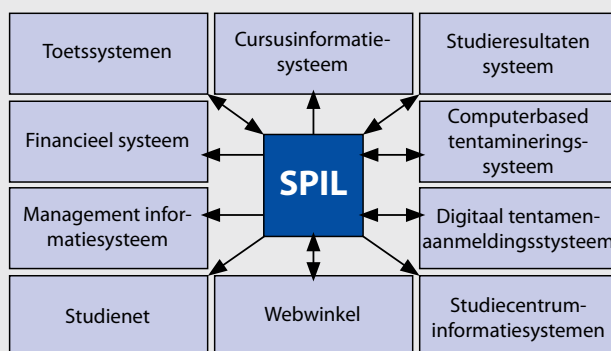 Toetssystemen
Cursusinformatie-
systeem
Studieresultaten
systeem
Financieel systeem
SPIL
Computerbased
tentaminerings-
systeem
Management infor-
matiesysteem
Digitaal tentamen-
aanmeldingsstysteem
Studienet
Webwinkel
Studiecentrum-
informatiesystemen